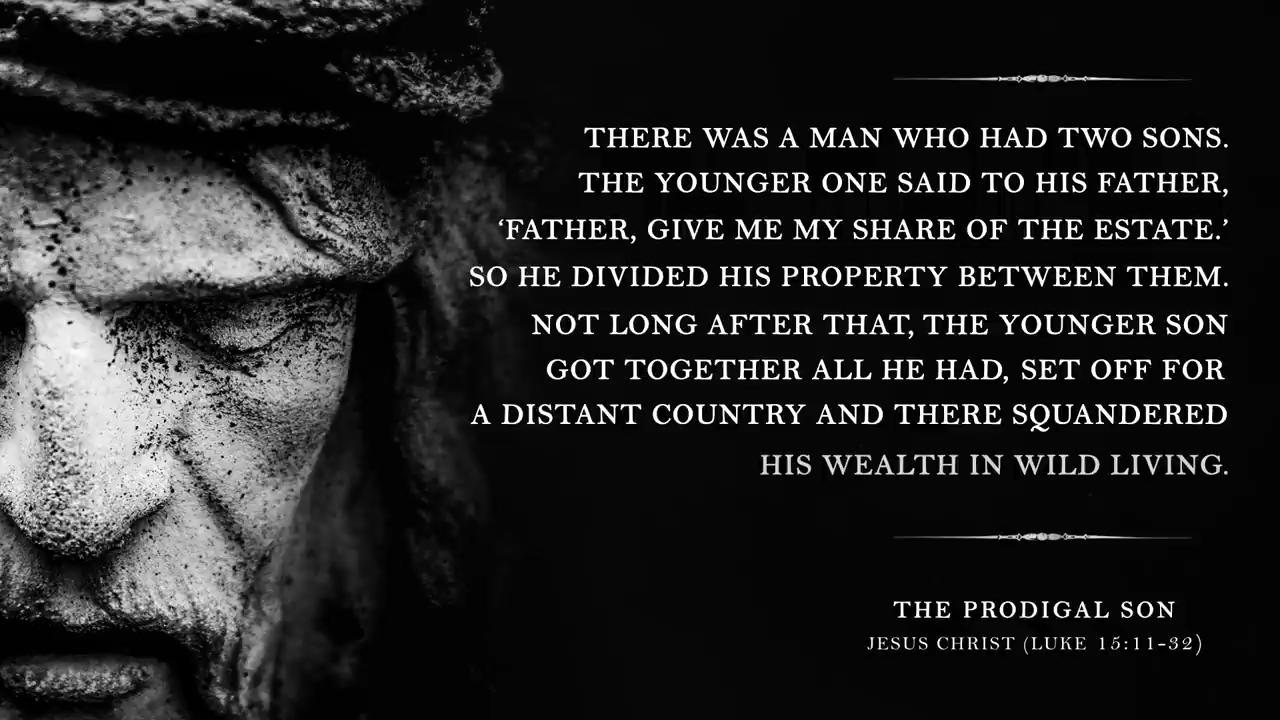 THERE WAS A MAN WHO HAD TWO SONS.
THE YOUNGER ONE SAID TO HIS FATHER,
‘FATHER, GIVE ME MY SHARE OF THE ESTATE.’
SO HE DIVIDED HIS PROPERTY BETWEEN THEM.
NOT LONG AFTER THAT, THE YOUNGER SON
GOT TOGETHER ALL HE HAD, SET OFF FOR
A DISTANT COUNTRY AND THERE SQUANDERED
HIS WEALTH IN WILD LIVING.
THE PRODIGAL SON
JESUS CHRIST (LUKE 15:11-32)